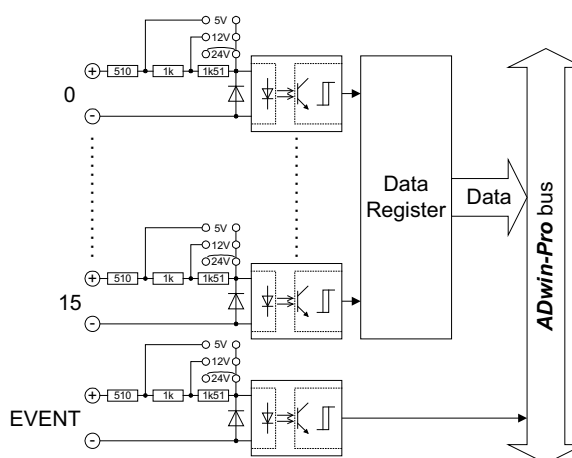 5V
12V
24V
+ 510 1k 1k51
0
-
5V
12V
24V
+ 510 1k 1k51
15
-
5V
12V
24V
+ 510 1k 1k51
EVENT
-
Data
Register
Data
ADwin-Pro bus